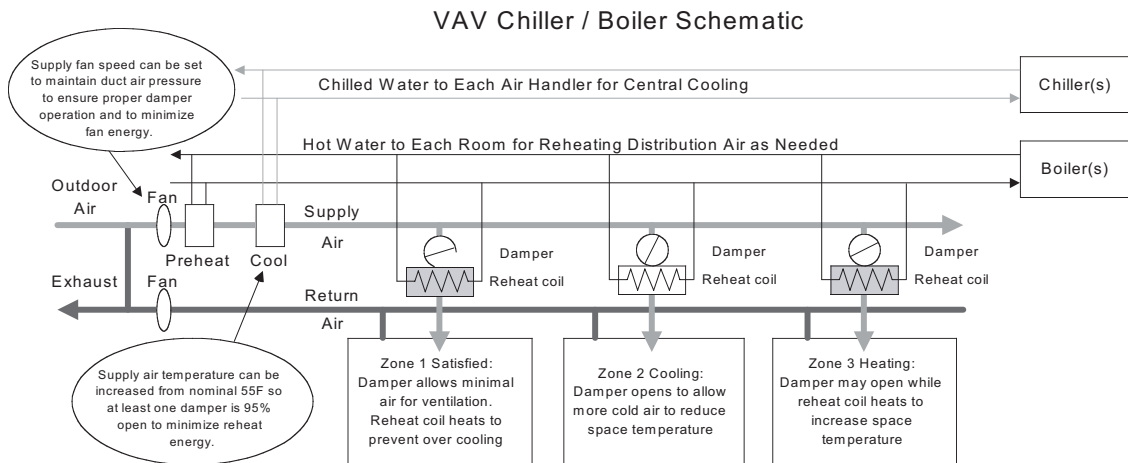 VAV Chiller / Boiler Schematic
Supply fan speed can be set
to maintain duct air pressure
to ensure proper damper
operation and to minimize
fan energy.
Chilled Water to Each Air Handler for Central Cooling
Chiller(s)
Hot Water to Each Room for Reheating Distribution Air as Needed
Boiler(s)
Outdoor
Air
Fan
Supply
Air
Preheat
Cool
Damper
Reheat coil
Damper
Reheat coil
Damper
Reheat coil
Exhaust
Fan
Return
Air
Supply air temperature can be
increased from nominal 55F so
at least one damper is 95%
open to minimize reheat
energy.
Zone 1 Satisfied:
Damper allows minimal
air for ventilation.
Reheat coil heats to
prevent over cooling
Zone 2 Cooling:
Damper opens to allow
more cold air to reduce
space temperature
Zone 3 Heating:
Damper may open while
reheat coil heats to
increase space
temperature